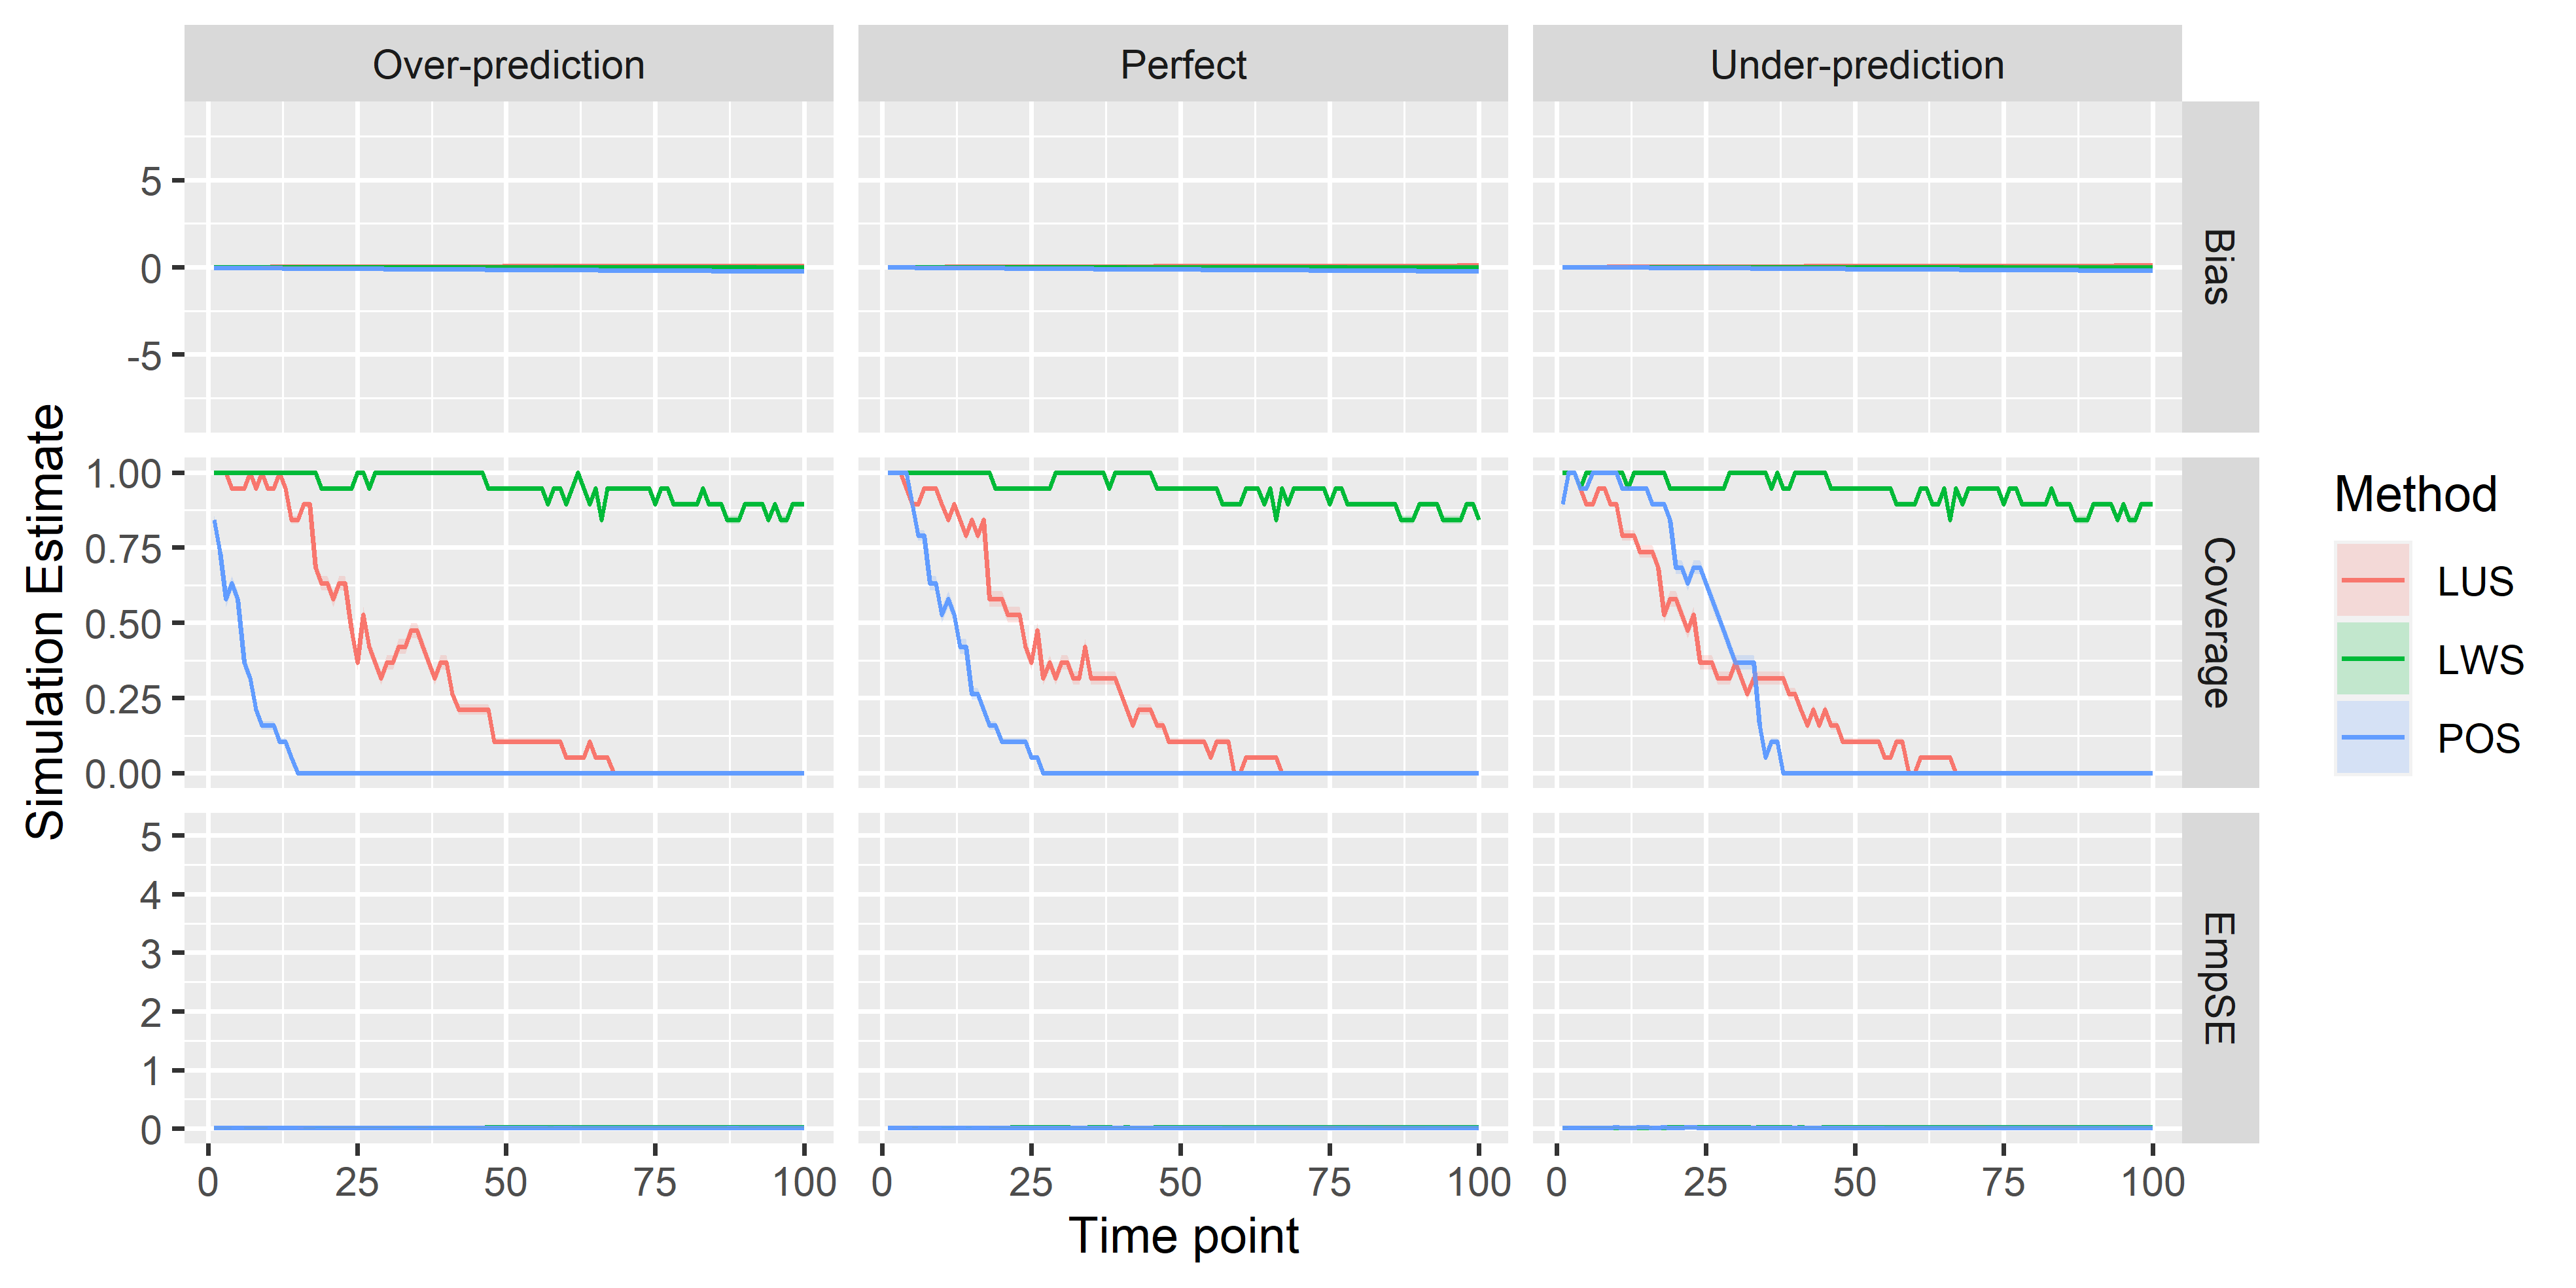 Over-prediction
Perfect
Under-prediction
5
0
-5
Bias
1.00
0.75
0.50
0.25
0.00
Coverage
5
4
3
2
1
0
EmpSE
0 25 50 75 100
0 25 50 75 100
0 25 50 75 100
Time point
Simulation Estimate
Method
LUS
LWS
POS